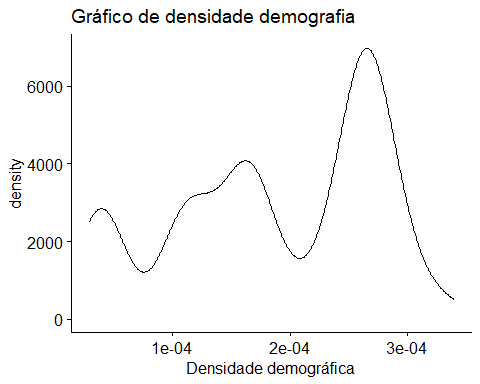 Gráfico de densidade demografia
6000
4000
2000
0
density
1e-04 2e-04 3e-04
Densidade demográfica